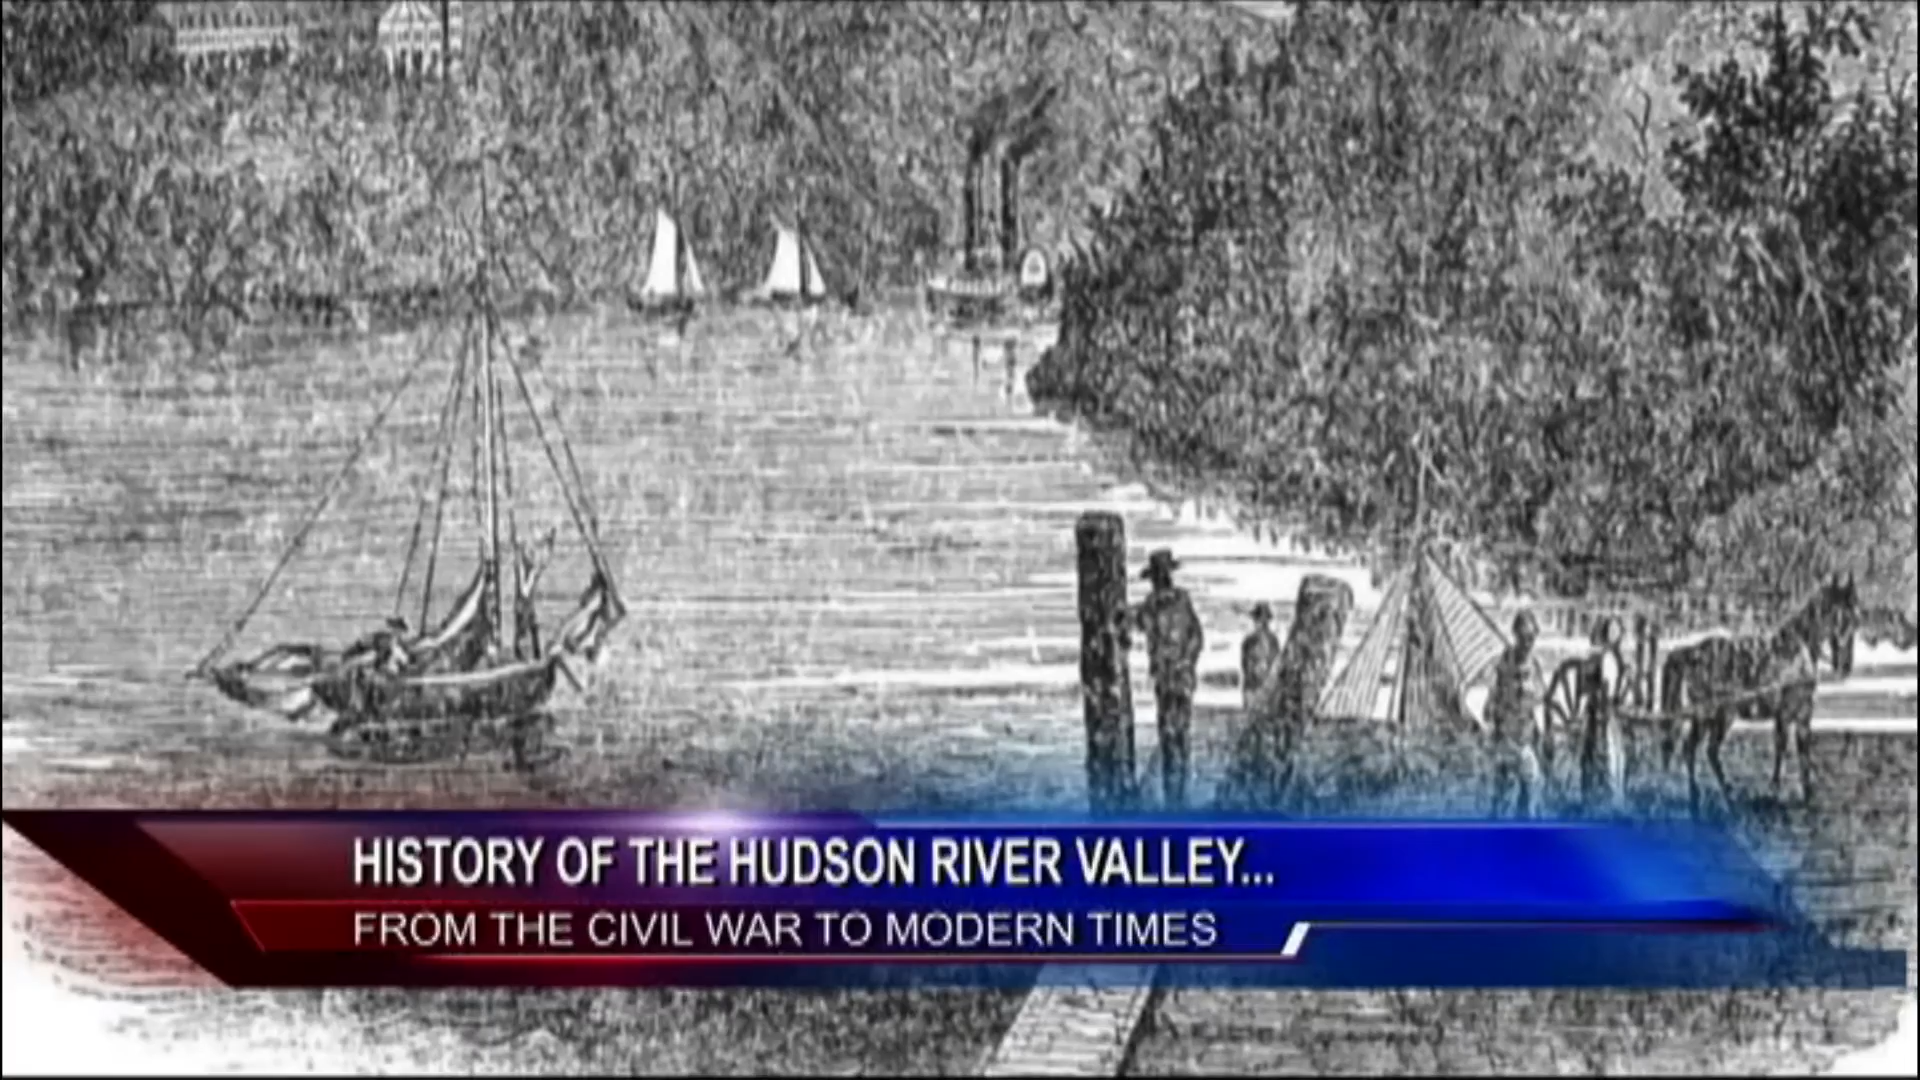 HISTORY OF THE HUDSON RIVER VALLEY...
FROM THE CIVIL WAR TO MODERN TIMES